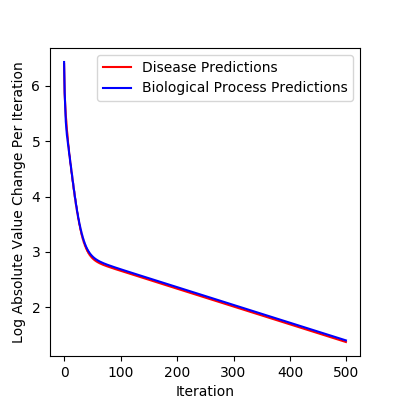 Disease Predictions
Biological Process Predictions
Log Absolute Value Change Per Iteration
6
5
4
3
2
0 100 200 300 400 500
Iteration